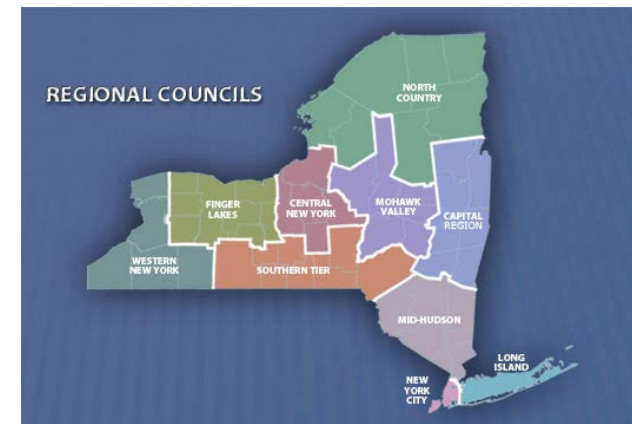 REGIONAL COUNCILS
NORTH
COUNTRY
FINGER
LAKES
CENTRAL
NEW YORK
MOHAWK
VALLEY
CAPITAL
REGION
WESTERN
NEW YORK
SOUTHERN TIER
MID-HUDSON
LONG
ISLAND
NEW
YORK
CITY